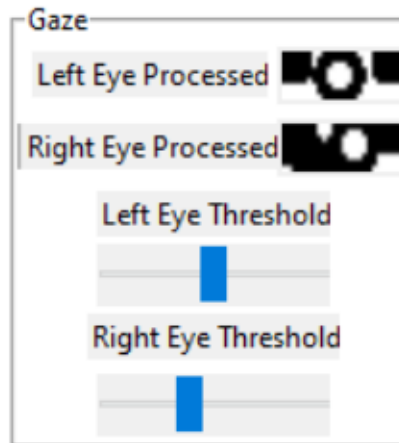 Gaze
Left Eye Processed
Right Eye Processed
Left Eye Threshold
Right Eye Threshold